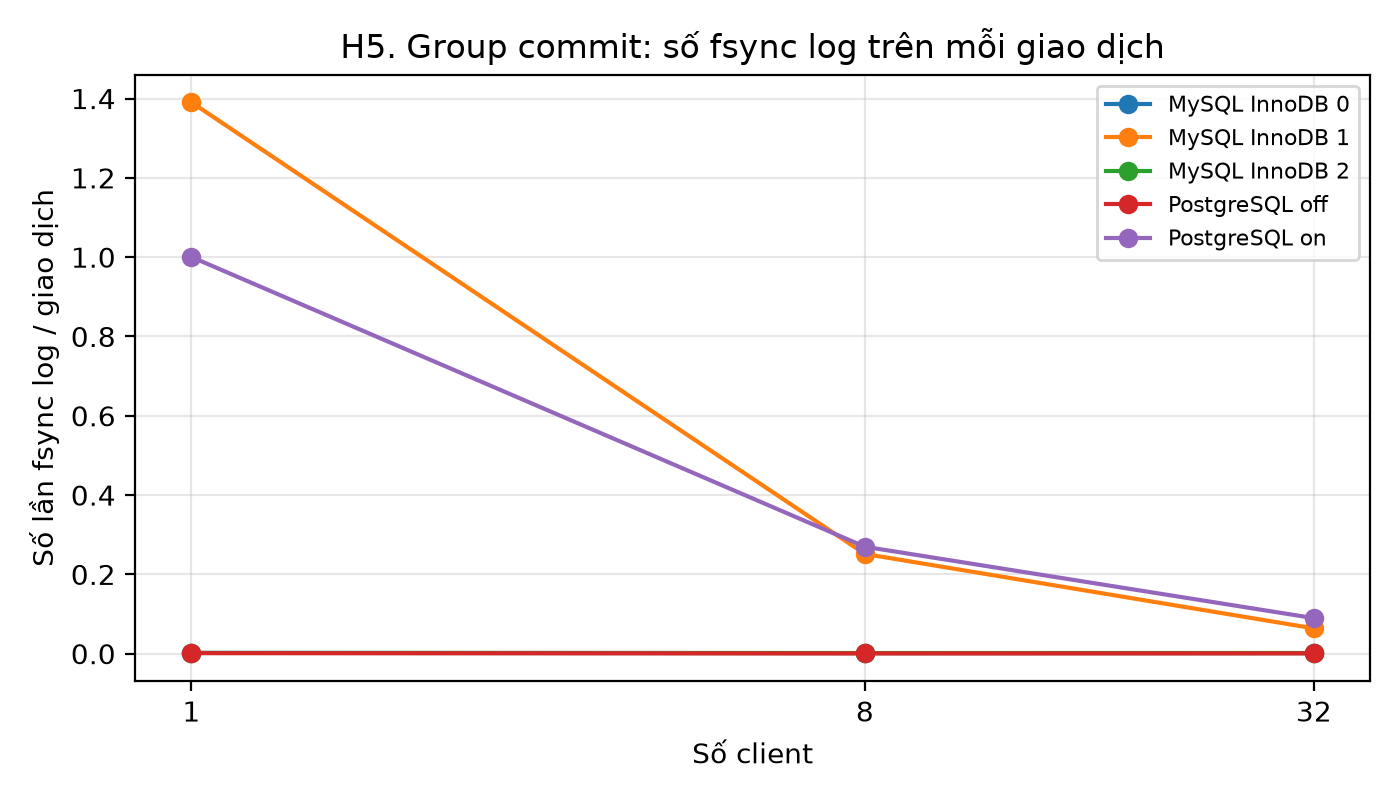 H5. Group commit: số fsync log trên mỗi giao dịch
Số lần fsync log / giao dịch
1.4
1.2
1.0
0.8
0.6
0.4
0.2
0.0
MySQL InnoDB 0
MySQL InnoDB 1
MySQL InnoDB 2
PostgreSQL off
PostgreSQL on
1
8
32
Số client